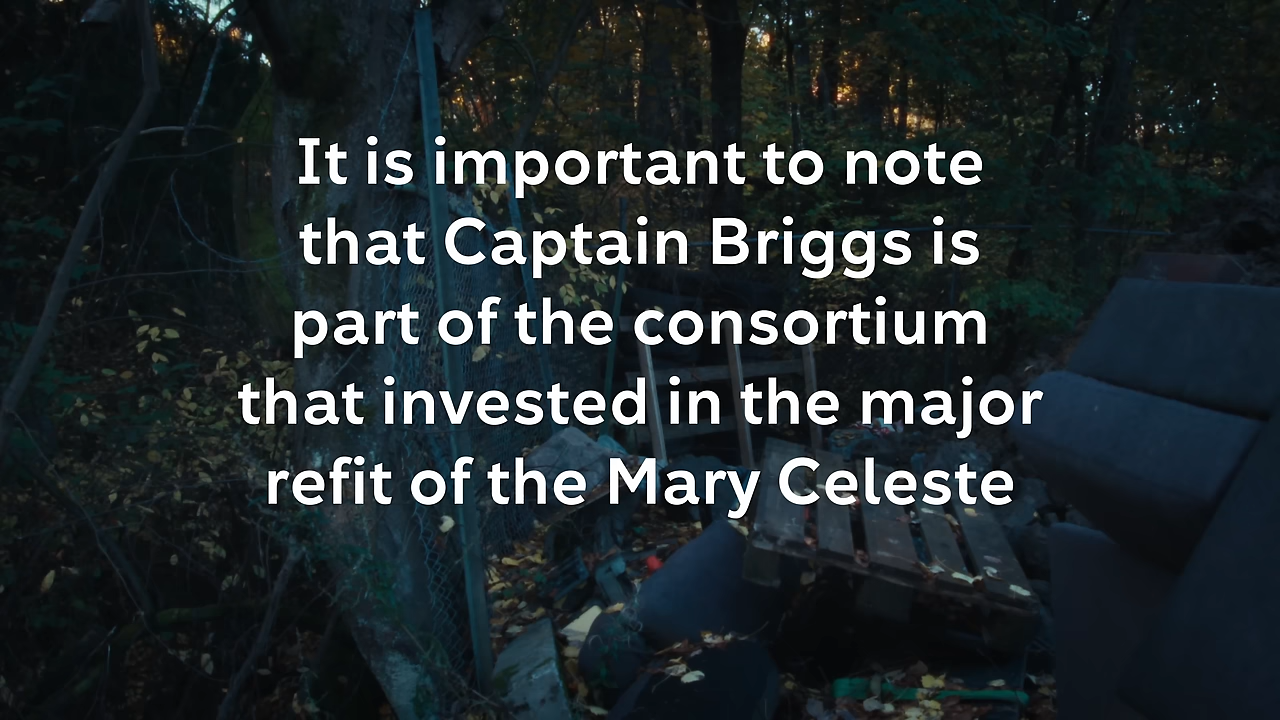 It is important to note
that Captain Briggs is
part of the consortium
that invested in the major
refit of the Mary Celeste